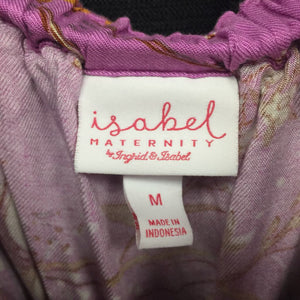 isabel
MATERNITY
by Ingrid & Isabel
M
MADE IN
INDONESIA